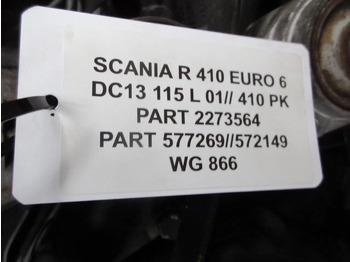 SCANIA R 410 EURO 6
DC13 115 L 01// 410 PK
PART 2273564
PART 577269//572149
WG 866